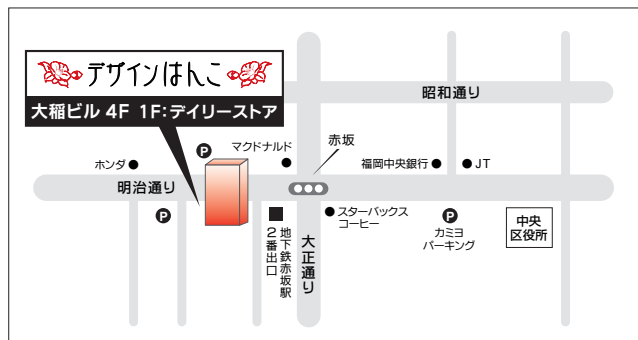 デザインはんこ
大稲ビル 4F 1F:デイリーストア
昭和通り
P
マクドナルド
赤坂
ホンダ
福岡中央銀行
JT
明治通り
P
地下鉄赤坂駅
2番出口
大正通り
スターバックス
コーヒー
P
カミヨ
パーキング
中央
区役所